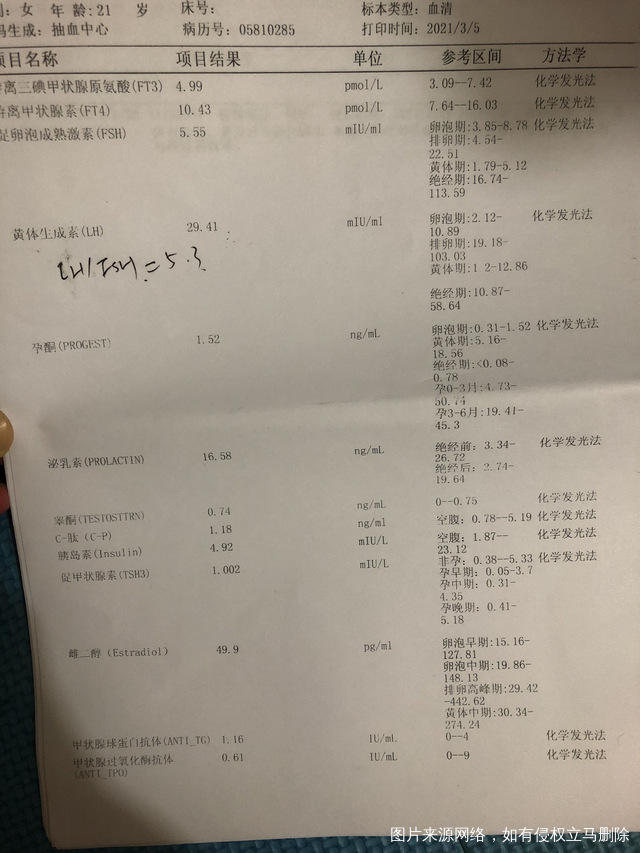 别: 女 年 龄:21 岁 床号: 标本类型: 血清
码生成: 抽血中心 病历号: 05810285 打印时间: 2021/3/5
项目名称 项目结果 单位 参考区间 方法学
离三碘甲状腺原氨酸(FT3) 4.99 pmol/L 3.09--7.42 化学发光法
游离甲状腺素(FT4) 10.43 pmol/L 7.64--16.03 化学发光法
促卵泡成熟激素(FSH) 5.55 mIU/ml 卵泡期:3.85-8.78 化学发光法
排卵期:4.54-
22.51
黄体期:1.79-5.12
绝经期:16.74-
113.59
黄体生成素(LH) 29.41 mIU/ml 卵泡期:2.12- 化学发光法
10.89
排卵期:19.18-
103.03
黄体期:1.2-12.86
绝经期:10.87-
58.64
LH/FSH = 5.3
孕酮(PROGEST) 1.52 ng/mL 卵泡期:0.31-1.52 化学发光法
黄体期:5.16-
18.56
绝经期:<0.08-
0.78
孕0-3月:4.73-
50.74
孕3-6月:19.41-
45.3
泌乳素(PROLACTIN) 16.58 ng/mL 绝经前: 3.34- 化学发光法
26.72
绝经后: 2.74-
19.64
睾酮(TESTOSTTRN) 0.74 ng/mL 0--0.75 化学发光法
C-肽 (C-P) 1.18 ng/ml 空腹: 0.78--5.19 化学发光法
胰岛素(Insulin) 4.92 mIU/L 空腹: 1.87-- 化学发光法
23.12
促甲状腺素(TSH3) 1.002 mIU/L 非孕: 0.38--5.33 化学发光法
孕早期: 0.05-3.7
孕中期: 0.31-
4.35
孕晚期: 0.41-
5.18
雌二醇 (Estradiol) 49.9 pg/ml 卵泡早期:15.16-
127.81
卵泡中期:19.86-
148.13
排卵高峰期:29.42
-442.62
黄体中期:30.34-
274.24
甲状腺球蛋白抗体(ANTI_TG) 1.16 IU/mL 0--4 化学发光法
甲状腺过氧化酶抗体 0.61 IU/mL 0--9 化学发光法
(ANTI_TPO)
图片来源网络，如有侵权立马删除